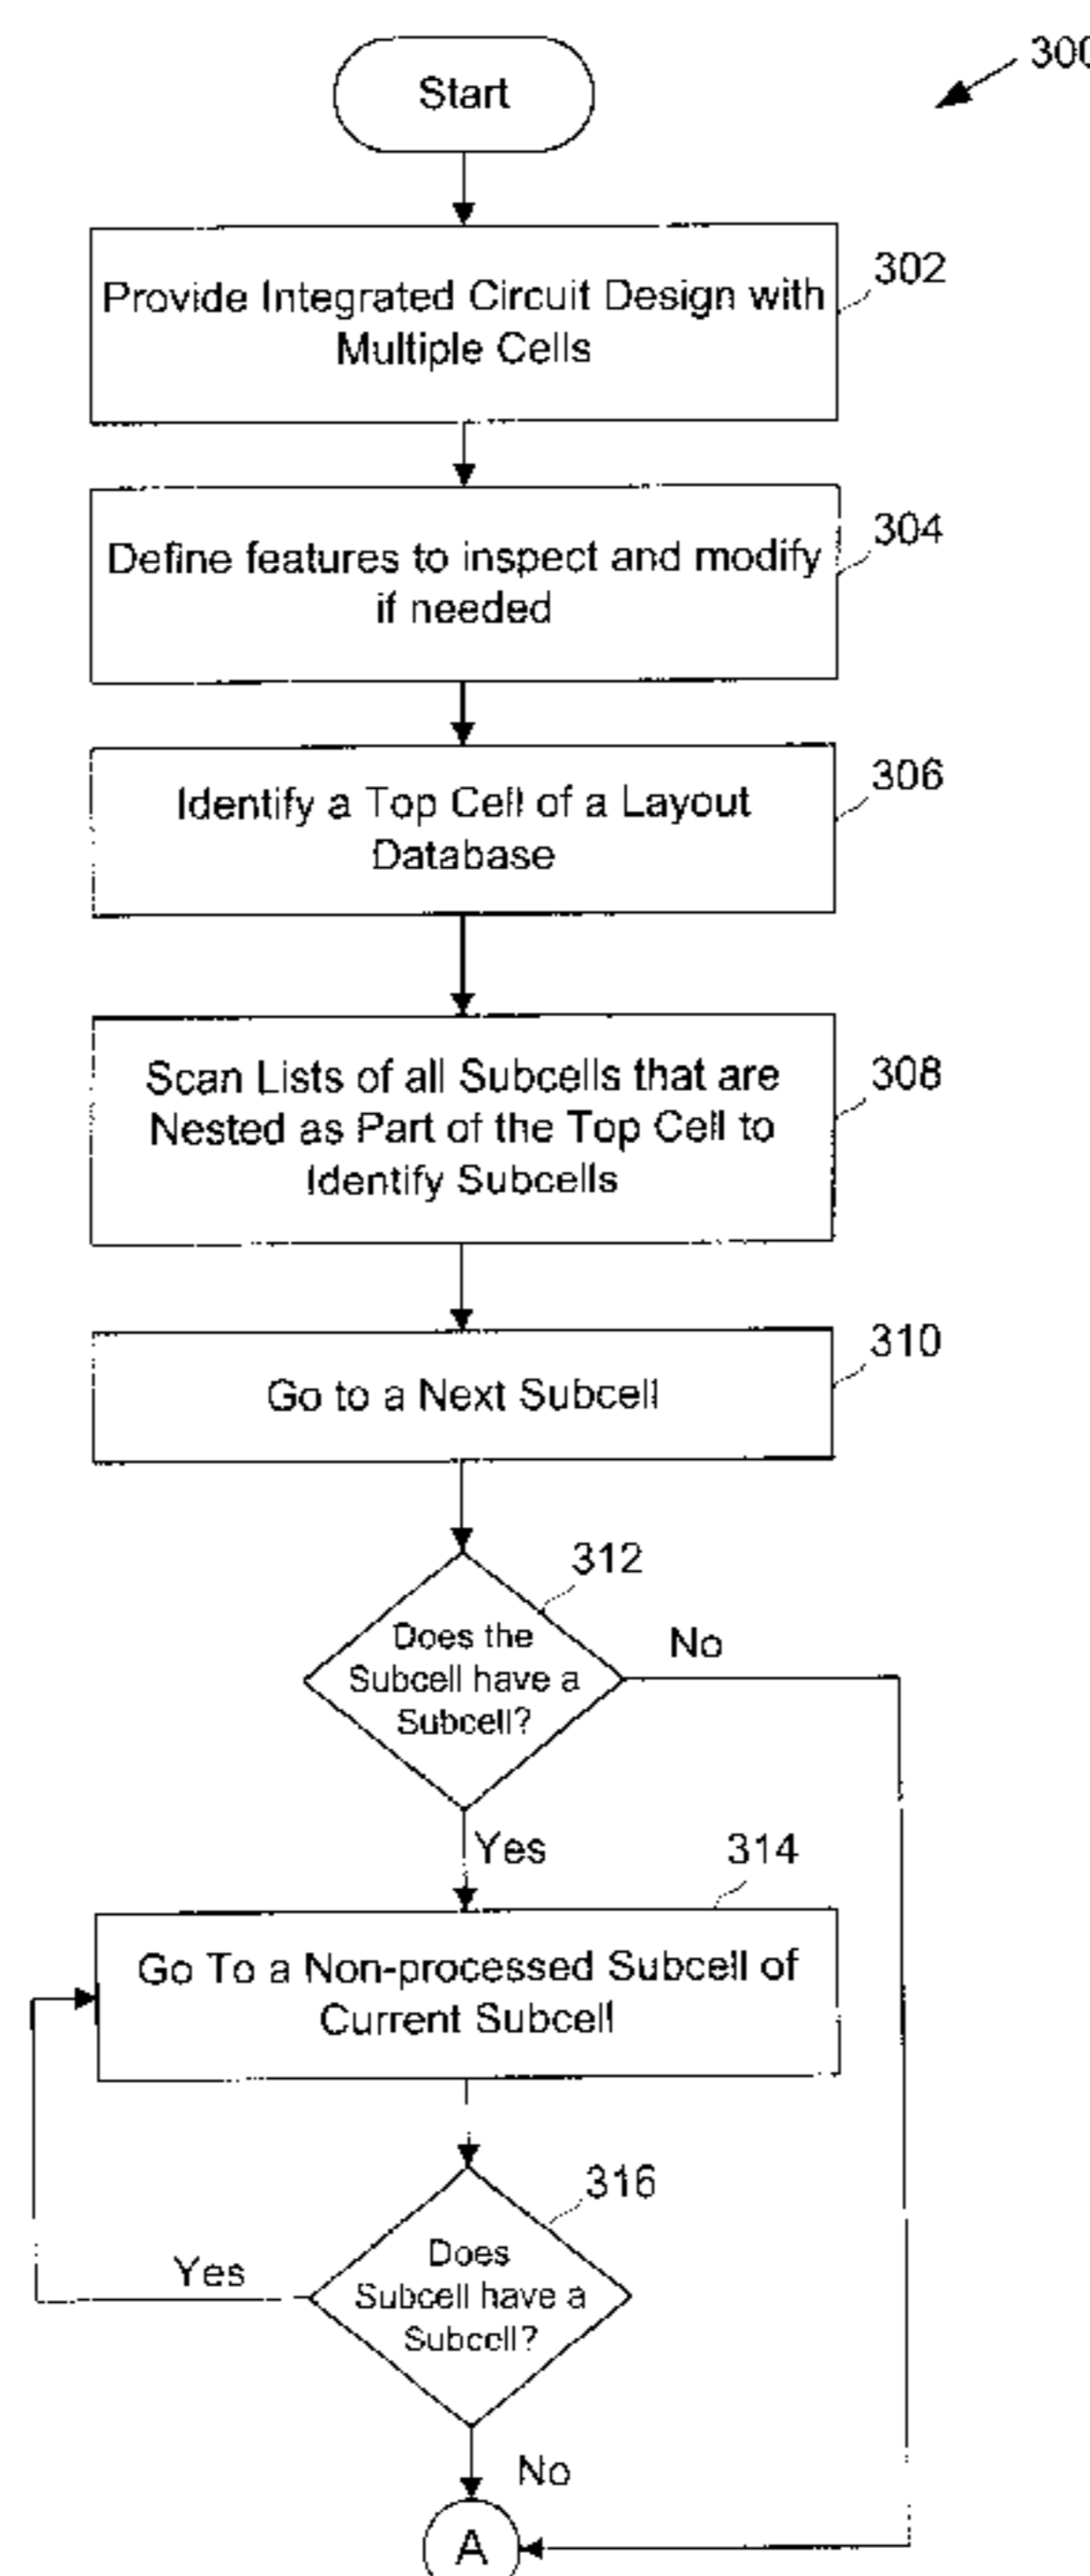 Start
300
Provide Integrated Circuit Design with
Multiple Cells
302
Define features to inspect and modify
if needed
304
Identify a Top Cell of a Layout
Database
306
Scan Lists of all Subcells that are
Nested as Part of the Top Cell to
Identify Subcells
308
Go to a Next Subcell
310
312
Does the
Subcell have a
Subcell?
No
Yes
314
Go To a Non-processed Subcell of
Current Subcell
316
Does
Subcell have a
Subcell?
Yes
No
A